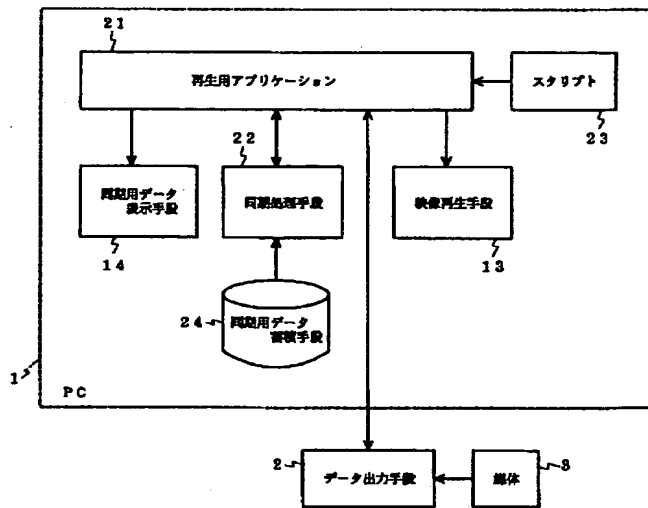 21
再生用アプリケーション
スクリプト
23
22
同期用データ
表示手段
14
同期処理手段
映像再生手段
13
24
同期用データ
蓄積手段
1
PC
2
データ出力手段
媒体
3